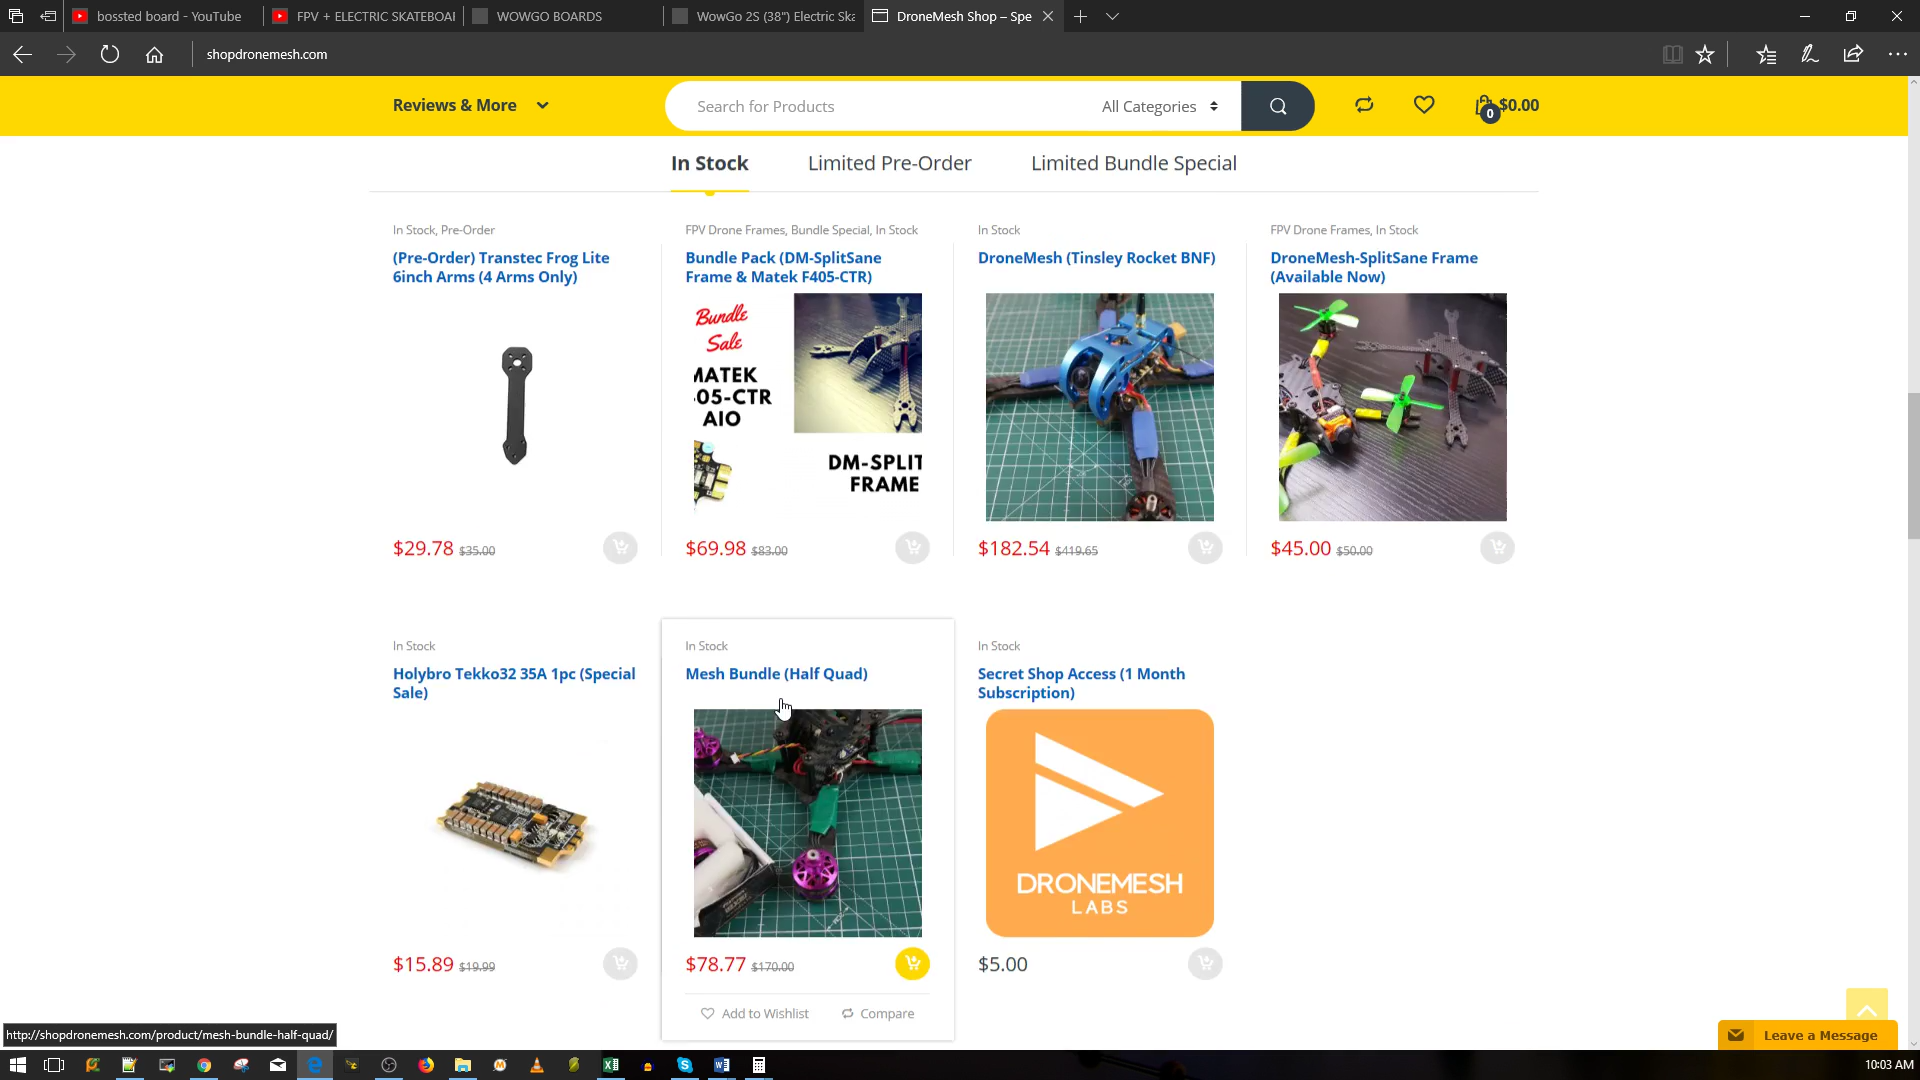 bossted board - YouTube
FPV + ELECTRIC SKATEBOAI
WOWGO BOARDS
WowGo 2S (38") Electric Ska
DroneMesh Shop – Spe
shopdronemesh.com
Reviews & More
Search for Products
All Categories
0
$0.00
In Stock
Limited Pre-Order
Limited Bundle Special
In Stock, Pre-Order
(Pre-Order) Transtec Frog Lite
6inch Arms (4 Arms Only)
$29.78 $35.00
FPV Drone Frames, Bundle Special, In Stock
Bundle Pack (DM-SplitSane
Frame & Matek F405-CTR)
Bundle
Sale
MATEK
05-CTR
AIO
DM-SPLIT
FRAME
$69.98 $83.00
In Stock
DroneMesh (Tinsley Rocket BNF)
$182.54 $419.65
FPV Drone Frames, In Stock
DroneMesh-SplitSane Frame
(Available Now)
$45.00 $50.00
In Stock
Holybro Tekko32 35A 1pc (Special
Sale)
$15.89 $19.99
In Stock
Mesh Bundle (Half Quad)
$78.77 $170.00
Add to Wishlist
Compare
In Stock
Secret Shop Access (1 Month
Subscription)
DRONEMESH
LABS
$5.00
Leave a Message
http://shopdronemesh.com/product/mesh-bundle-half-quad/
10:03 AM